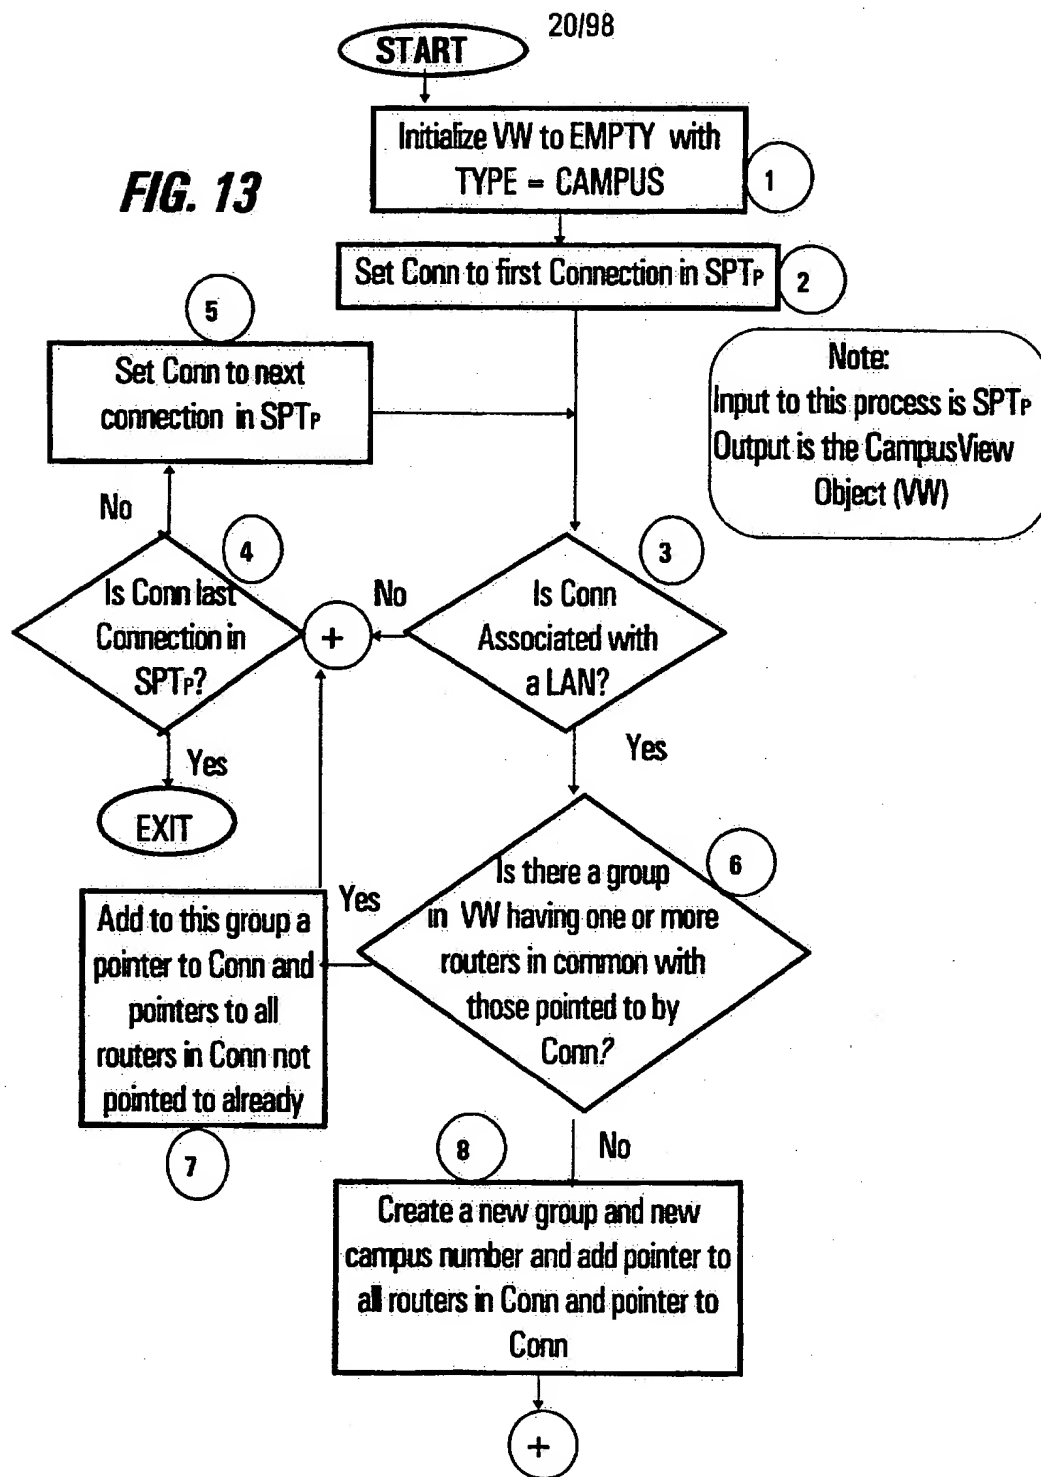 20/98
START
Initialize VW to EMPTY with
TYPE = CAMPUS
1
FIG. 13
Set Conn to first Connection in SPTP
2
5
Set Conn to next
connection in SPTP
Note:
Input to this process is SPTP
Output is the CampusView
Object (VW)
No
4
Is Conn last
Connection in
SPTP?
No
+
3
Is Conn
Associated with
a LAN?
Yes
Yes
EXIT
6
Is there a group
in VW having one or more
routers in common with
those pointed to by
Conn?
Yes
Add to this group a
pointer to Conn and
pointers to all
routers in Conn not
pointed to already
7
No
8
Create a new group and new
campus number and add pointer to
all routers in Conn and pointer to
Conn
+